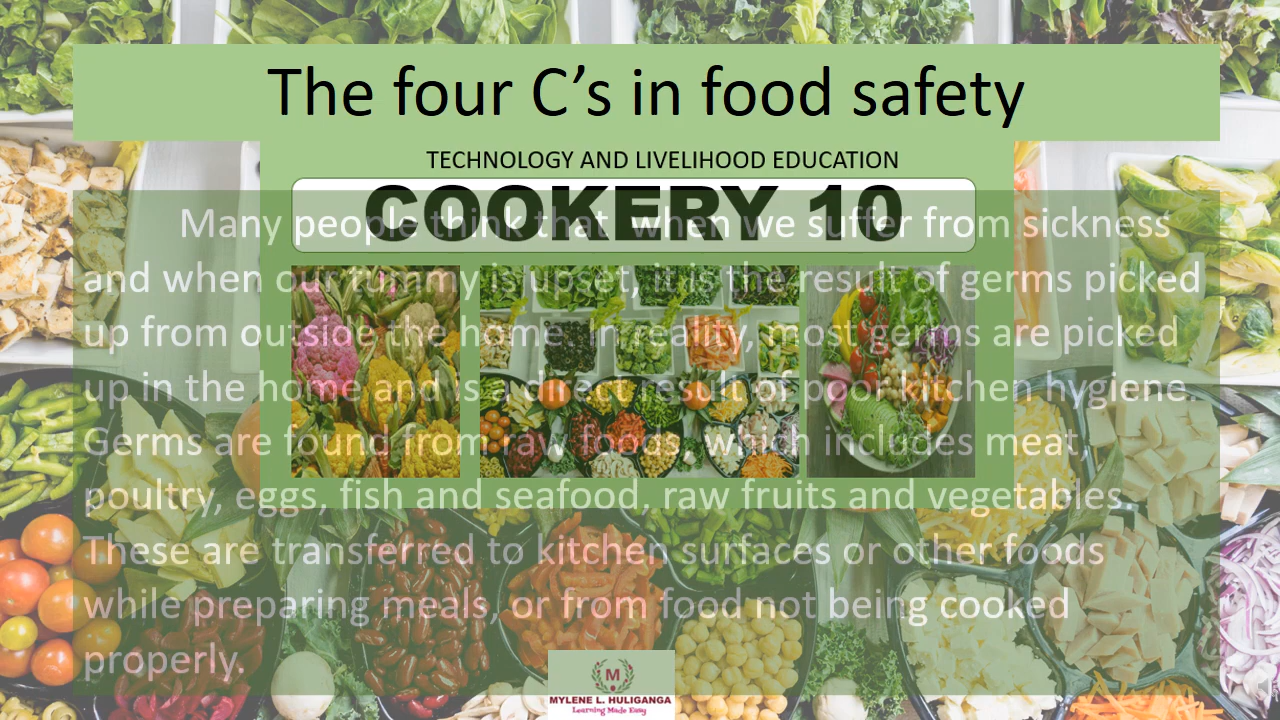 The four C’s in food safety
TECHNOLOGY AND LIVELIHOOD EDUCATION
COOKERY 10
Many people think that when we suffer from sickness
and when our tummy is upset, it is the result of germs picked
up from outside the home. In reality, most germs are picked
up in the home and is a direct result of poor kitchen hygiene.
Germs are found from raw foods, which includes meat,
poultry, eggs, fish and seafood, raw fruits and vegetables.
These are transferred to kitchen surfaces or other foods
while preparing meals, or from food not being cooked
properly.
M
MYLENE L. HULIGANGA
Learning Made Easy